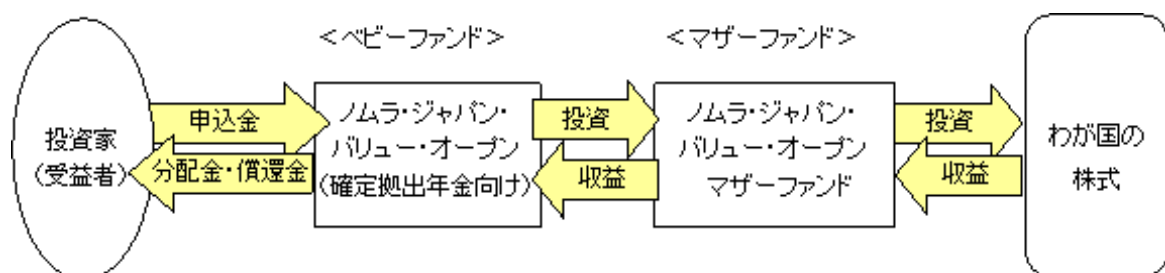 ＜ベビーファンド＞
＜マザーファンド＞
投資家
（受益者）
申込金
分配金・償還金
ノムラ・ジャパン・
バリュー・オープン
（確定拠出年金向け）
投資
収益
ノムラ・ジャパン・
バリュー・オープン
マザーファンド
投資
収益
わが国の
株式